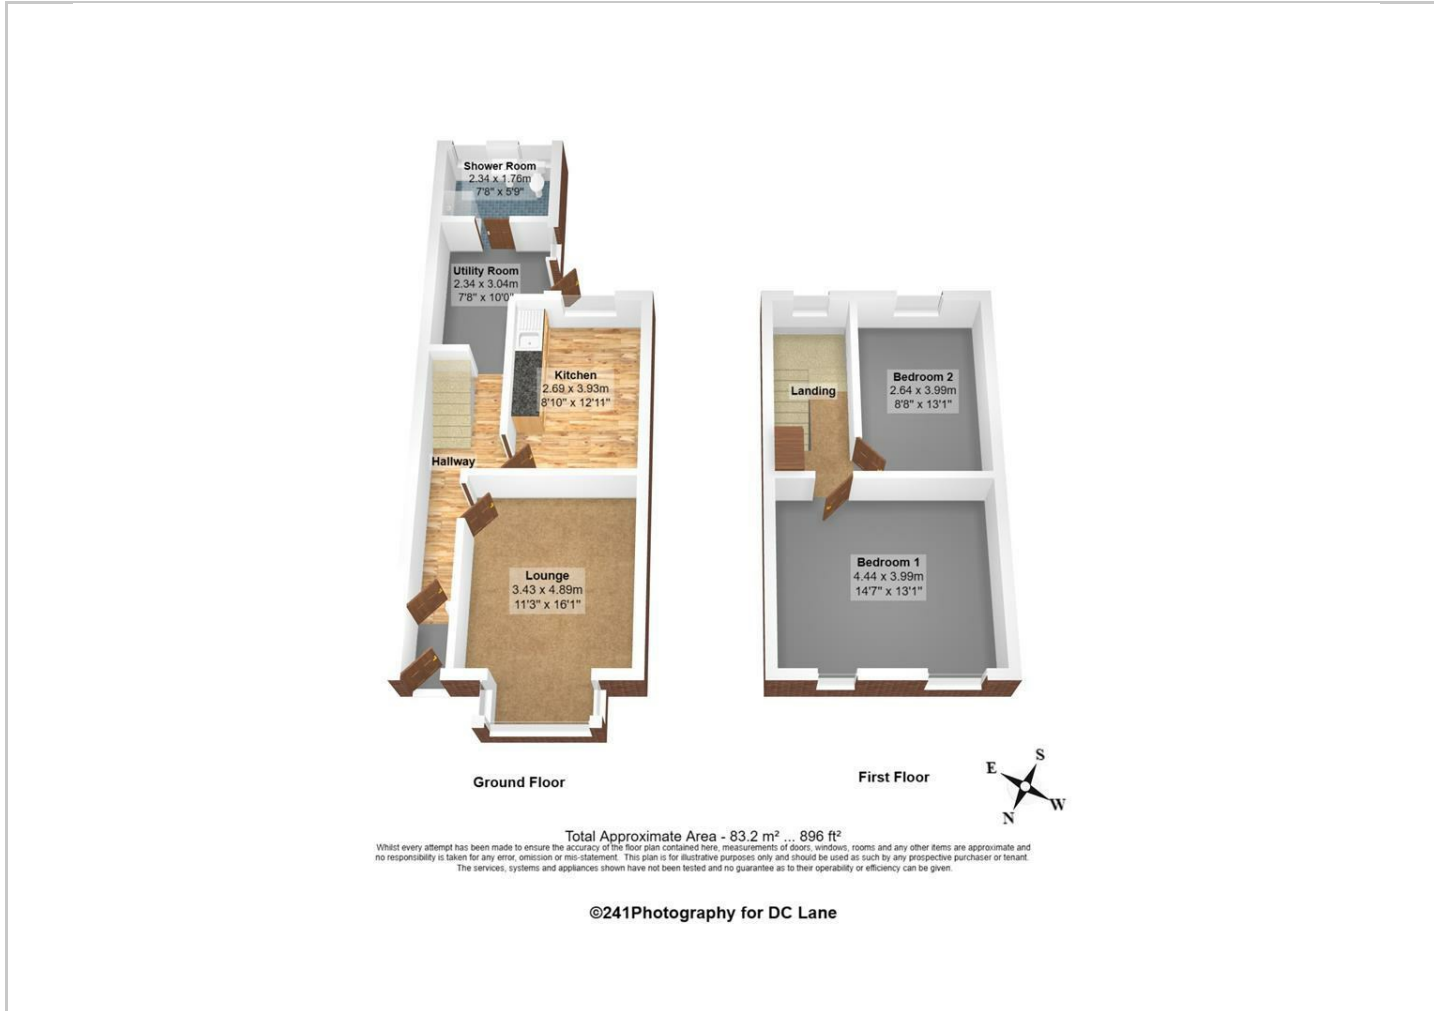 Shower Room
2.34 x 1.76m
7'8" x 5'9"
Utility Room
2.34 x 3.04m
7'8" x 10'0"
Kitchen
2.69 x 3.93m
8'10" x 12'11"
Hallway
Lounge
3.43 x 4.89m
11'3" x 16'1"
Landing
Bedroom 2
2.64 x 3.99m
8'8" x 13'1"
Bedroom 1
4.44 x 3.99m
14'7" x 13'1"
Ground Floor
First Floor
S
E
W
N
Total Approximate Area - 83.2 m² ... 896 ft²
Whilst every attempt has been made to ensure the accuracy of the floor plan contained here, measurements of doors, windows, rooms and any other items are approximate and
no responsibility is taken for any error, omission or mis-statement. This plan is for illustrative purposes only and should be used as such by any prospective purchaser or tenant.
The services, systems and appliances shown have not been tested and no guarantee as to their operability or efficiency can be given.
©241Photography for DC Lane